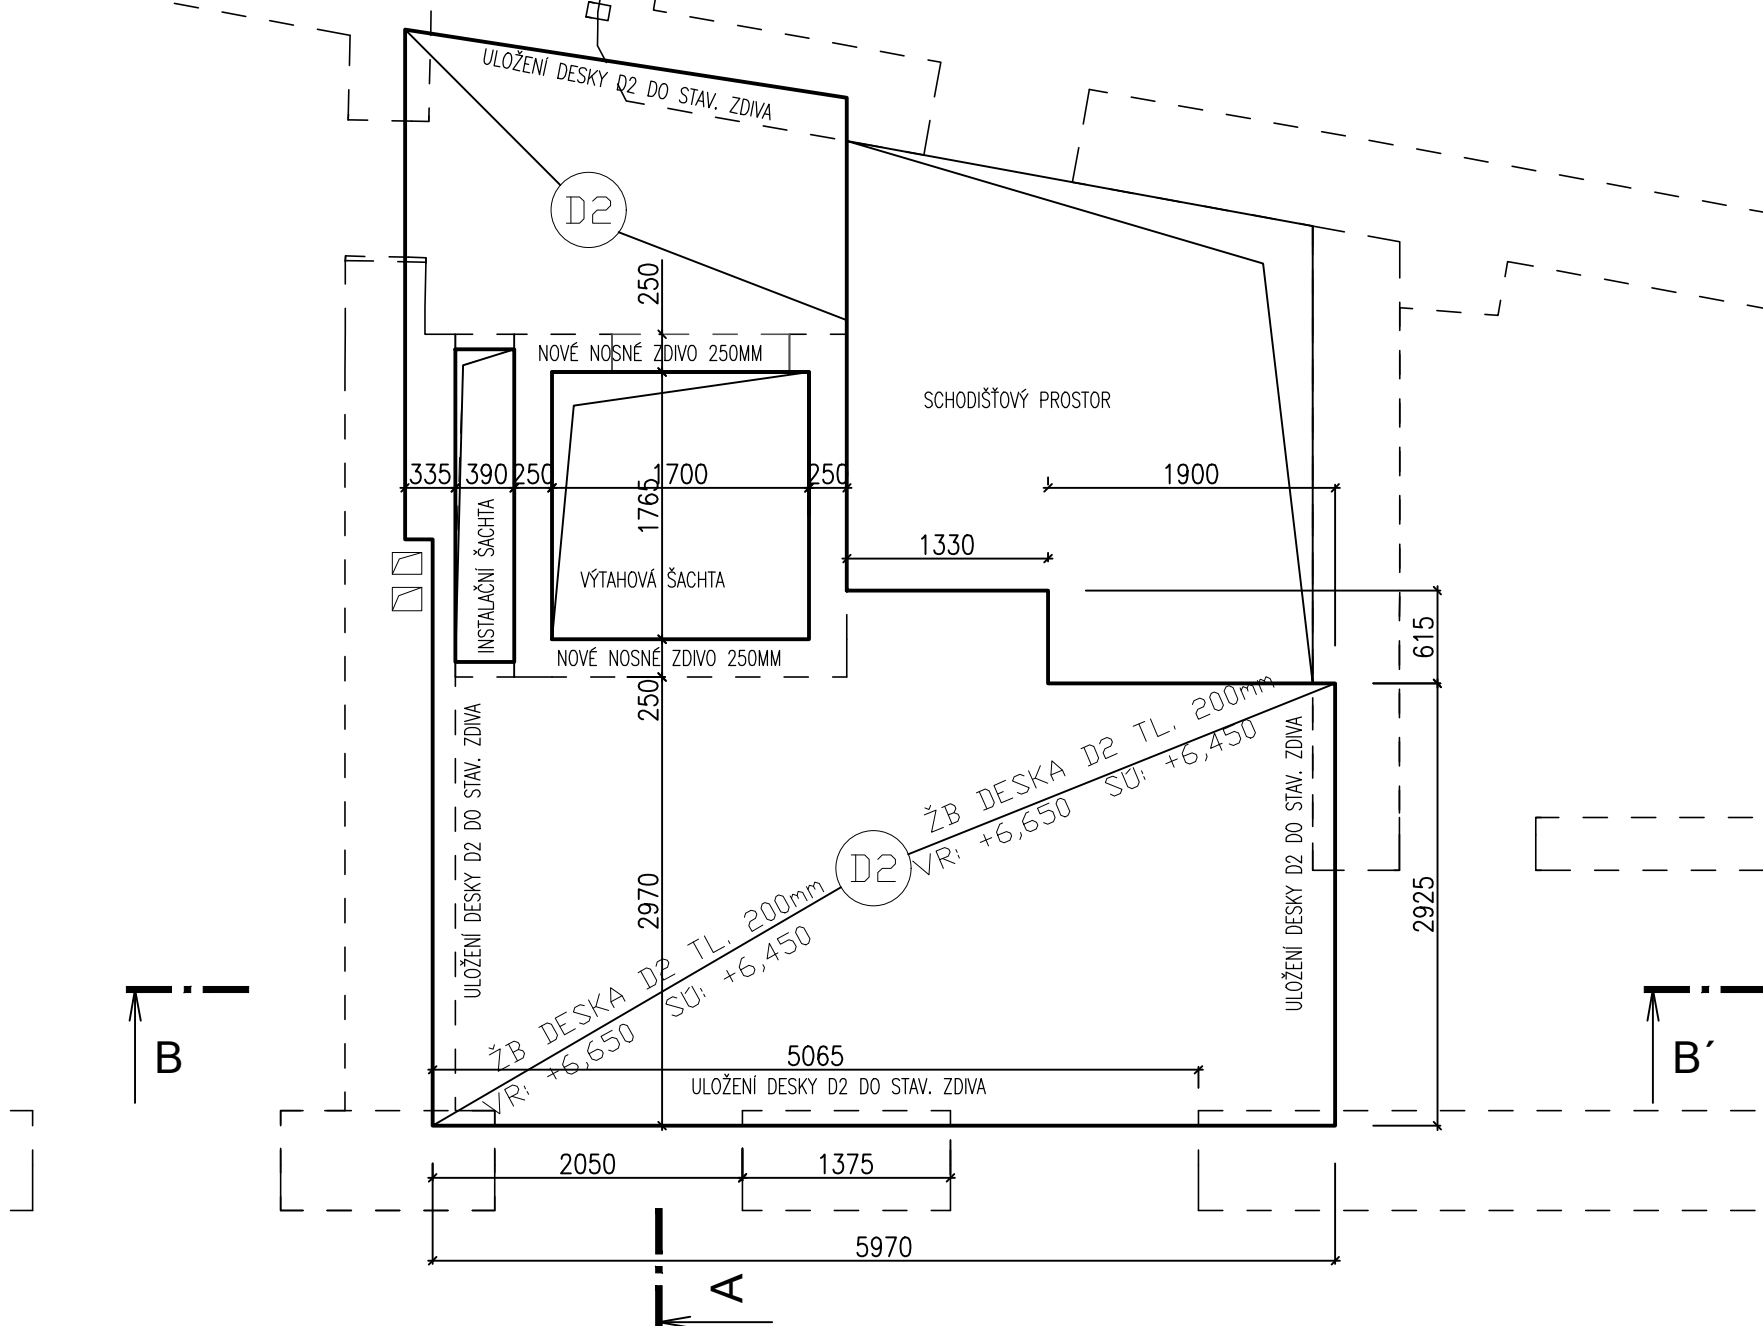 ULOŽENÍ DESKY D2 DO STAV. ZDIVA
D2
250
NOVÉ NOSNÉ ZDIVO 250MM
SCHODIŠŤOVÝ PROSTOR
335
390
250
1700
250
1900
1765
INSTALAČNÍ ŠACHTA
1330
VÝTAHOVÁ ŠACHTA
615
NOVÉ NOSNÉ ZDIVO 250MM
250
ULOŽENÍ DESKY D2 DO STAV. ZDIVA
ŽB DESKA D2 TL. 200mm
VR: +6,650 SÚ: +6,450
ULOŽENÍ DESKY D2 DO STAV. ZDIVA
D2
2970
2925
ŽB DESKA D2 TL. 200mm
VR: +6,650 SÚ: +6,450
B
B´
5065
ULOŽENÍ DESKY D2 DO STAV. ZDIVA
2050
1375
5970
A